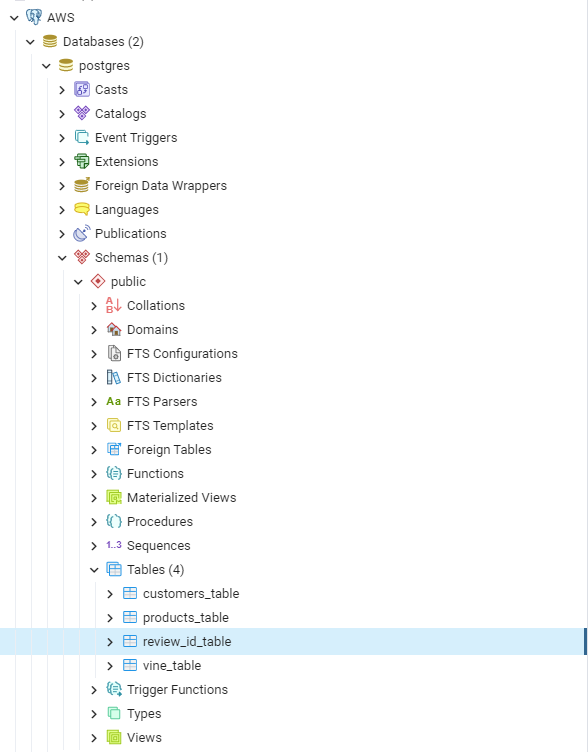 AWS
Databases (2)
postgres
Casts
Catalogs
Event Triggers
Extensions
Foreign Data Wrappers
Languages
Publications
Schemas (1)
public
Collations
Domains
FTS Configurations
FTS Dictionaries
Aa FTS Parsers
FTS Templates
Foreign Tables
Functions
Materialized Views
Procedures
1..3 Sequences
Tables (4)
customers_table
products_table
review_id_table
vine_table
Trigger Functions
Types
Views